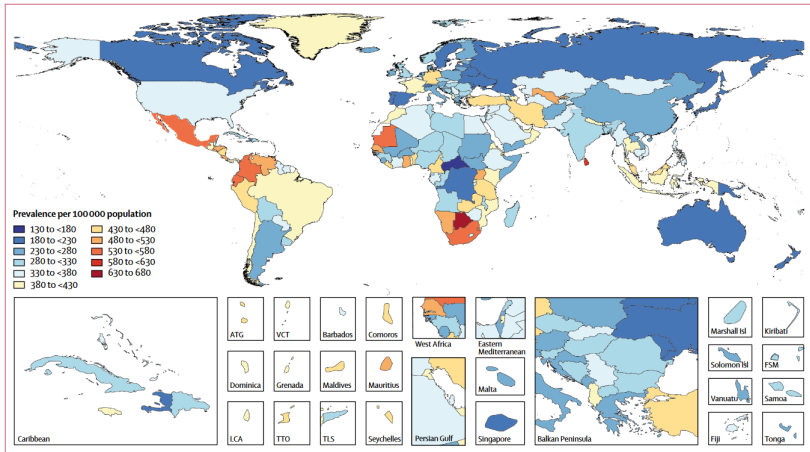 Prevalence per 100 000 population
130 to <180
180 to <230
230 to <280
280 to <330
330 to <380
380 to <430
430 to <480
480 to <530
530 to <580
580 to <630
630 to 680
Caribbean
ATG
VCT
Barbados
Comoros
Dominica
Grenada
Maldives
Mauritius
LCA
TTO
TLS
Seychelles
West Africa
Eastern
Mediterranean
Persian Gulf
Malta
Singapore
Balkan Peninsula
Marshall Isl
Kiribati
Solomon Isl
FSM
Vanuatu
Samoa
Fiji
Tonga